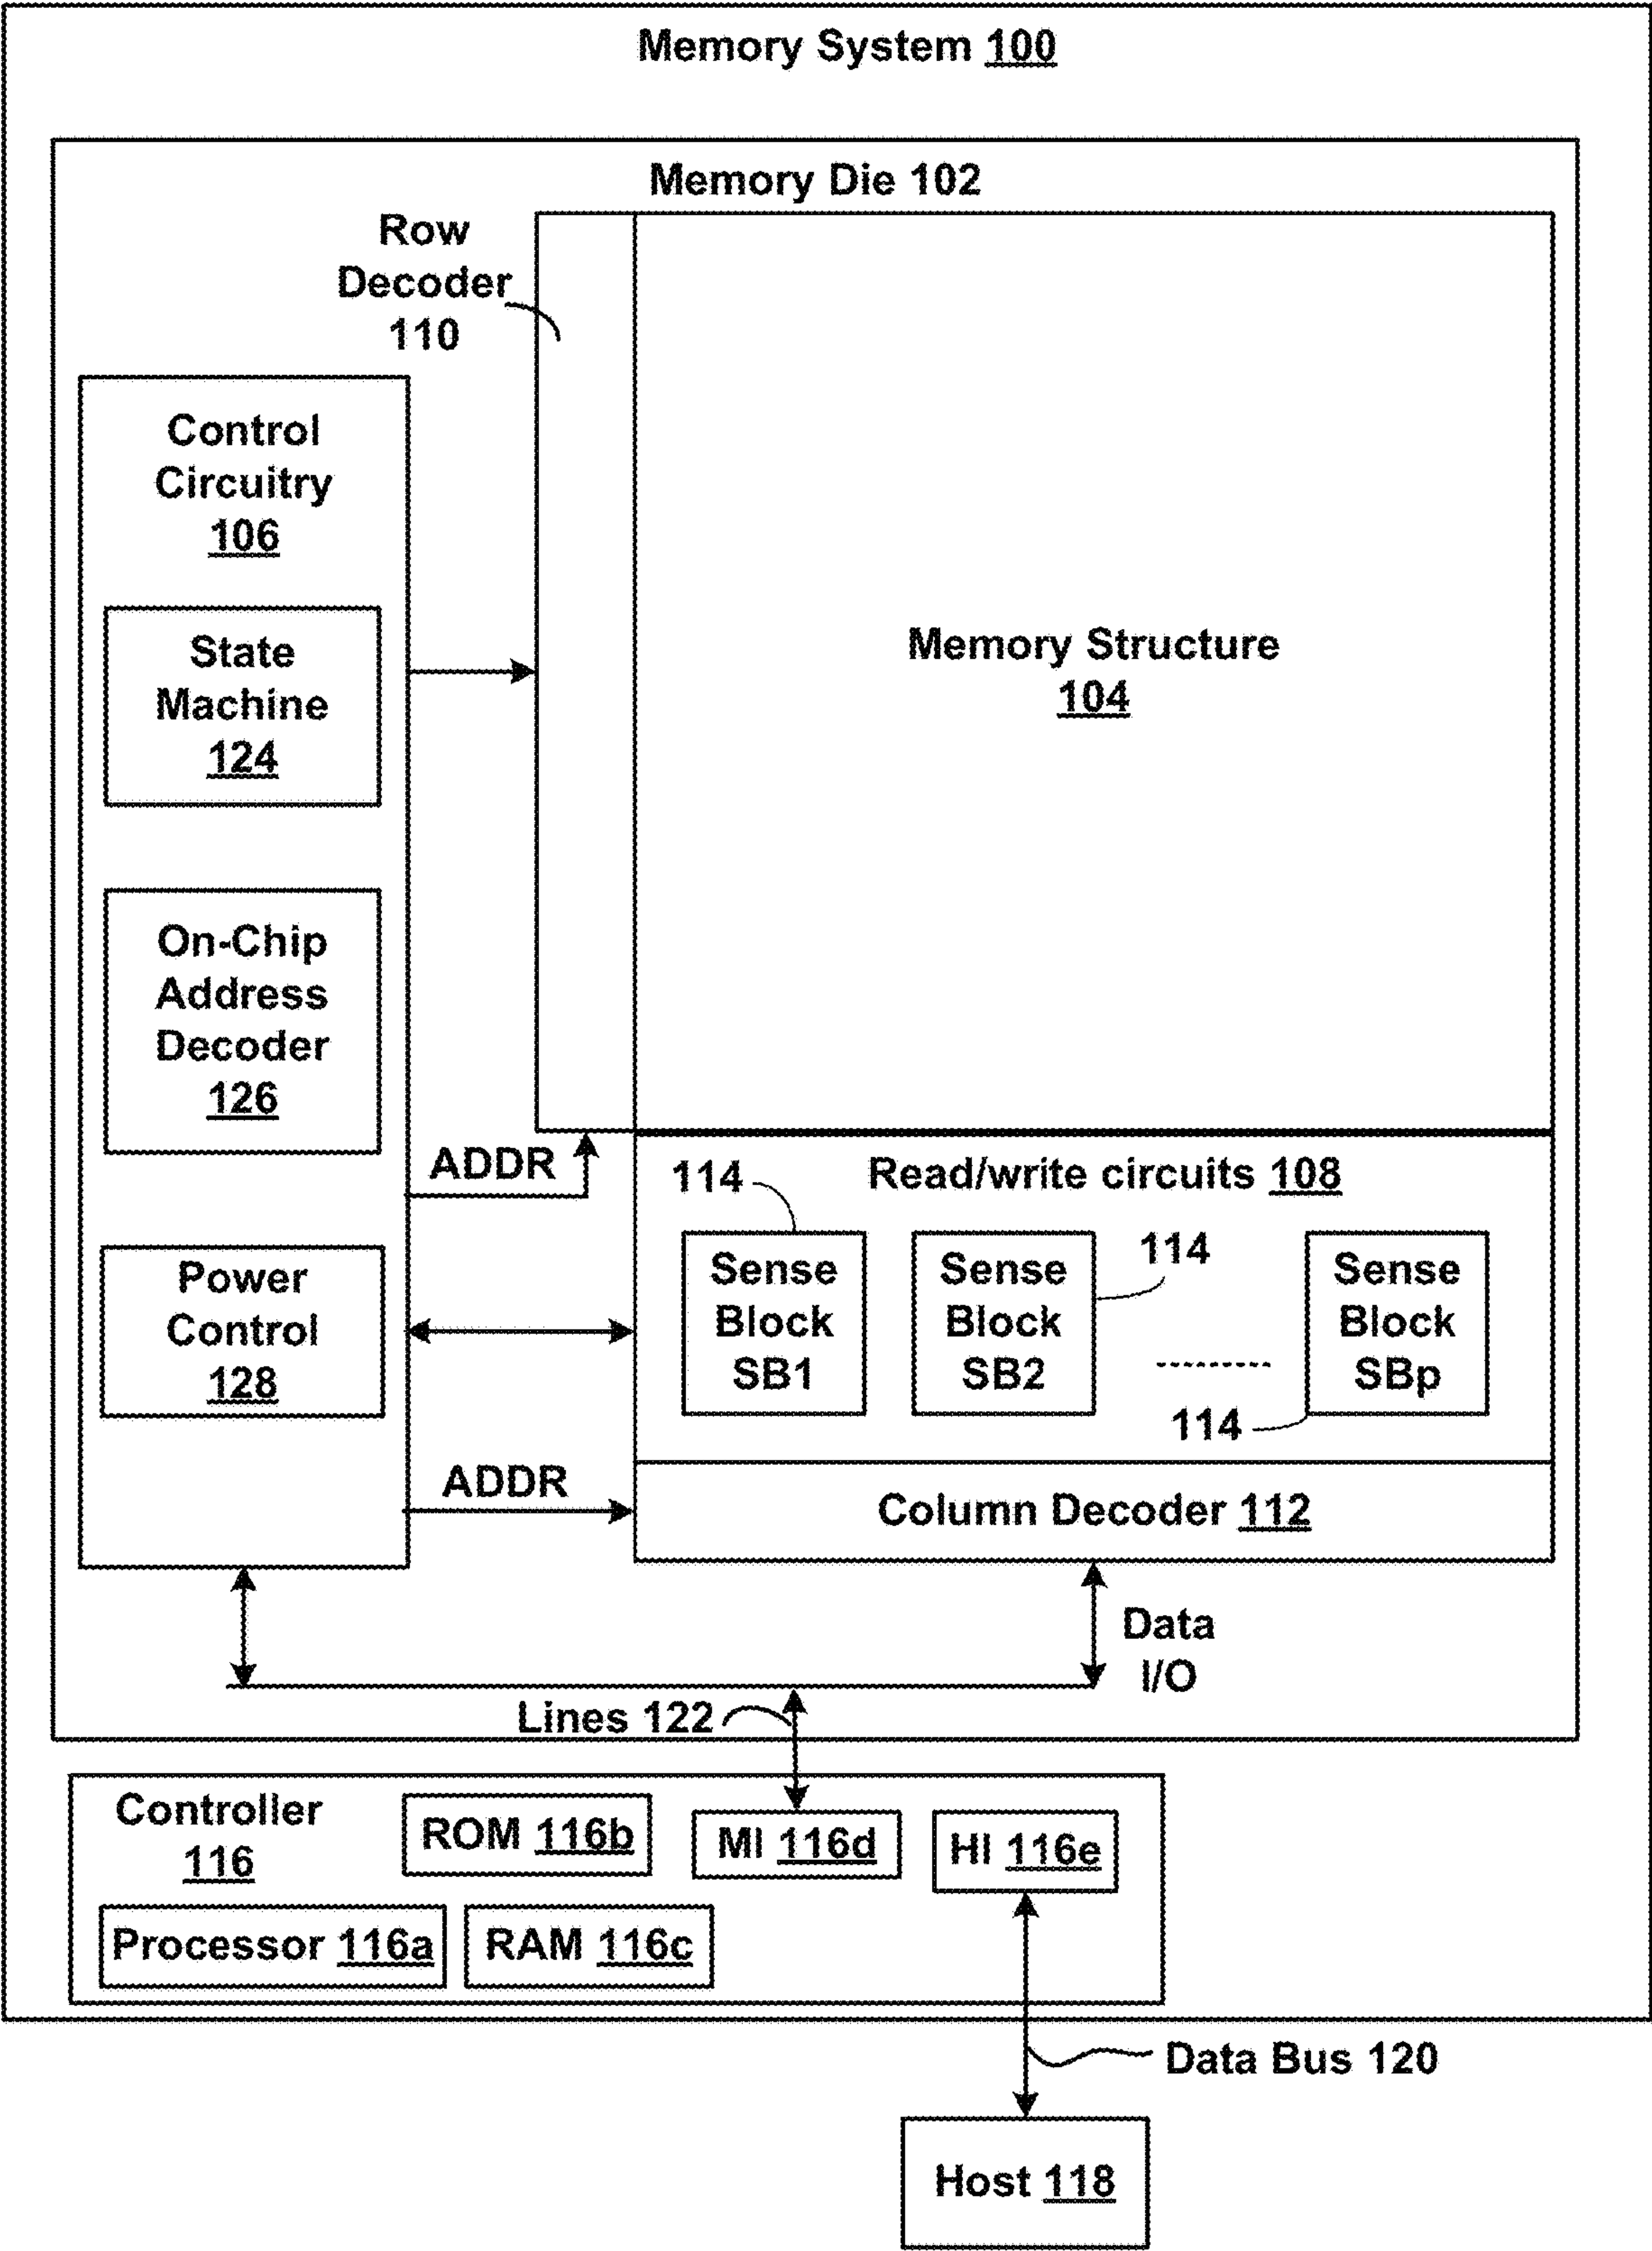 Memory System 100
Memory Die 102
Row
Decoder
110
Control
Circuitry
106
State
Machine
124
On-Chip
Address
Decoder
126
Power
Control
128
Memory Structure
104
ADDR
Read/write circuits 108
114
Sense
Block
SB1
Sense
Block
SB2
114
Sense
Block
SBp
114
ADDR
Column Decoder 112
Data
I/O
Lines 122
Controller
116
ROM 116b
MI 116d
HI 116e
Processor 116a
RAM 116c
Data Bus 120
Host 118